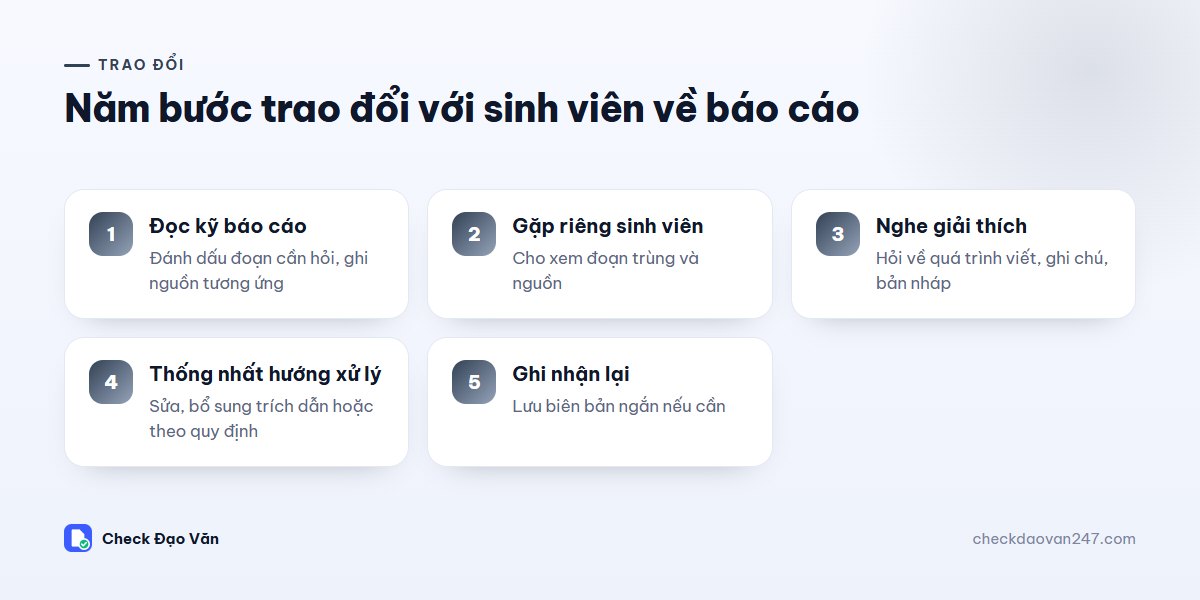 TRAO ĐỔI
Năm bước trao đổi với sinh viên về báo cáo
1
Đọc kỹ báo cáo
Đánh dấu đoạn cần hỏi, ghi
nguồn tương ứng
2
Gặp riêng sinh viên
Cho xem đoạn trùng và
nguồn
3
Nghe giải thích
Hỏi về quá trình viết, ghi chú,
bản nháp
4
Thống nhất hướng xử lý
Sửa, bổ sung trích dẫn hoặc
theo quy định
5
Ghi nhận lại
Lưu biên bản ngắn nếu cần
Check Đạo Văn
checkdaovan247.com